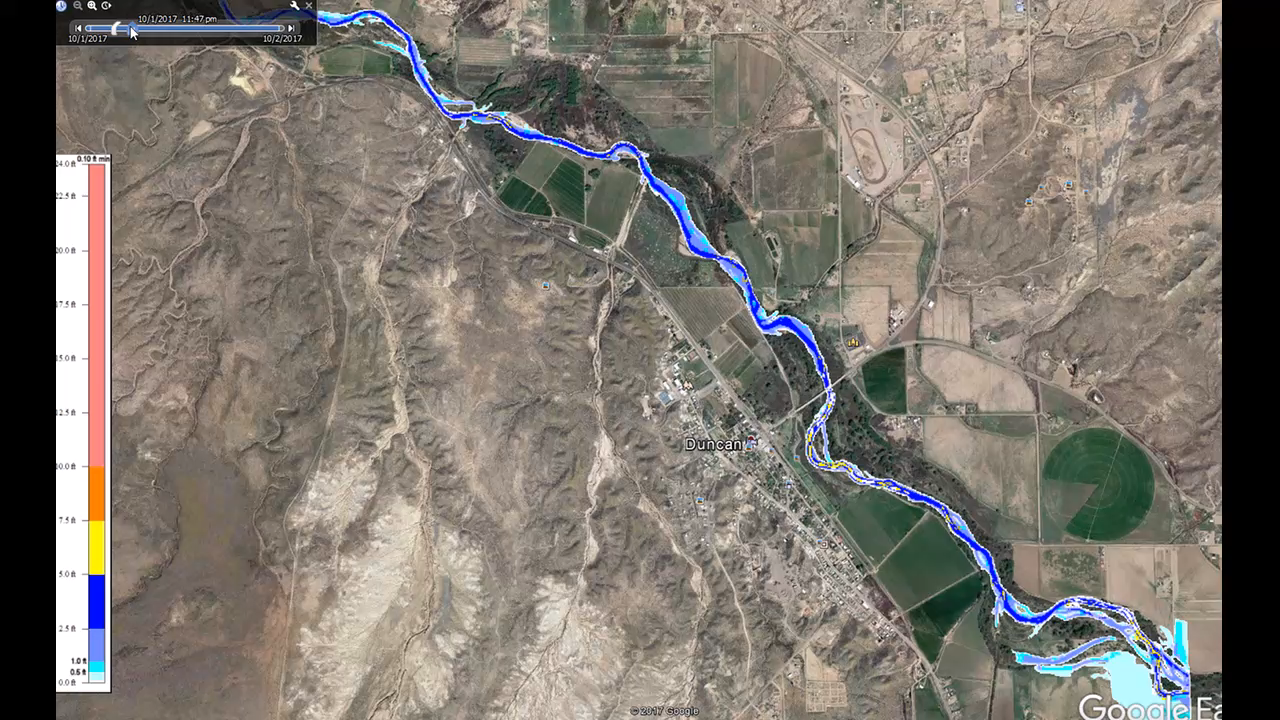 10/1/2017 11:47 pm
10/1/2017
10/2/2017
0.10 ft min
24.0 ft
22.5 ft
20.0 ft
17.5 ft
15.0 ft
12.5 ft
10.0 ft
7.5 ft
5.0 ft
2.5 ft
1.0 ft
0.5 ft
0.0 ft
Duncan
© 2017 Google
Google Ea